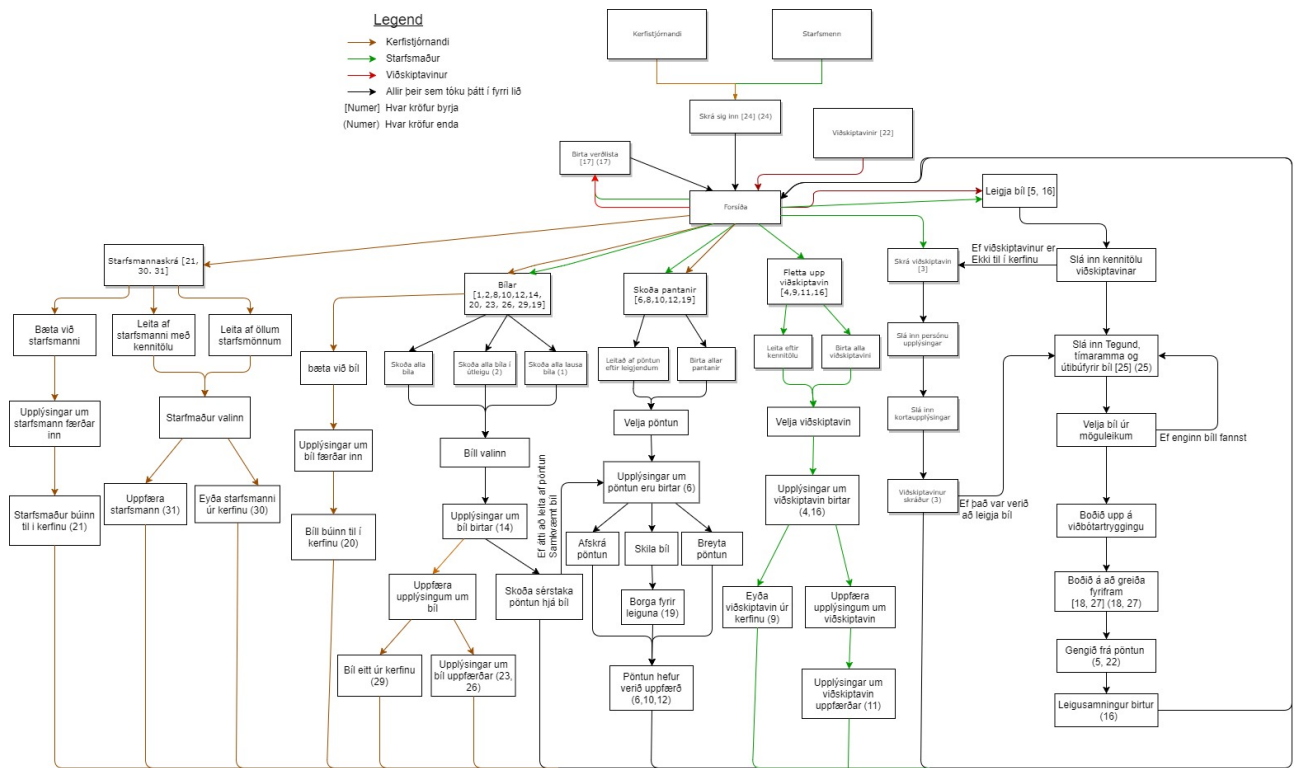 Legend
Kerfistjórnandi
Starfsmaður
Viðskiptavinur
Allir þeir sem tóku þátt í fyrri lið
[Numer] Hvar kröfur byrja
(Numer) Hvar kröfur enda
Kerfistjórnandi
Starfsmenn
Skrá sig inn [24] (24)
Viðskiptavinir [22]
Birta verðlista
[17] (17)
Forsíða
Leigja bíl [5, 16]
Starfsmannaskrá [21,
30. 31]
Bílar
[1,2,8,10,12,14,
20, 23, 26, 29,19]
Skoða pantanir
[6,8,10,12,19]
Fletta upp
viðskiptavin
[4,9,11,16]
Skrá viðskiptavin
[3]
Ef viðskiptavinur er
Ekki til í kerfinu
Slá inn kennitölu
viðskiptavinar
Bæta við
starfsmanni
Leita af
starfsmanni með
kennitölu
Leita af öllum
starfsmönnum
bæta við bíl
Skoða alla
bíla
Skoða alla bíla í
útleigu (2)
Skoða alla lausa
bíla (1)
Leitað af pöntun
eftir leigjendum
Birta allar
pantanir
Leita eftir
kennitölu
Birta alla
viðskiptavini
Slá inn persónu
upplýsingar
Slá inn Tegund,
tímaramma og
útibúfyrir bíl [25] (25)
Upplýsingar um
starfsmann færðar
inn
Starfmaður valinn
Upplýsingar um
bíl færðar inn
Bíll valinn
Velja pöntun
Velja viðskiptavin
Slá inn
kortaupplýsingar
Velja bíl úr
möguleikum
Ef enginn bíll fannst
Starfsmaður búinn
til i kerfinu (21)
Uppfæra
starfsmann (31)
Eyða starfsmanni
úr kerfinu (30)
Bíll búinn til í
kerfinu (20)
Upplýsingar um
bíl birtar (14)
Ef átti að leita af pöntun
Samkvæmt bíl
Upplýsingar um
pöntun eru birtar (6)
Upplýsingar um
viðskiptavin birtar
(4,16)
Viðskiptavinur
skráður (3)
Ef það var verið
að leigja bíl
Boðið upp á
viðbótartryggingu
Afskrá
pöntun
Skila bíl
Breyta
pöntun
Uppfæra
upplýsingum um
bíl
Skoða sérstaka
pöntun hjá bíl
Borga fyrir
leiguna (19)
Eyða
viðskiptavin úr
kerfinu (9)
Uppfæra
upplýsingum um
viðskiptavin
Boðið á að greiða
fyrifram
[18, 27] (18, 27)
Bíl eitt úr kerfinu
(29)
Upplýsingar um
bíl uppfærðar (23,
26)
Pöntun hefur
verið uppfærð
(6,10,12)
Upplýsingar um
viðskiptavin
uppfærðar (11)
Gengið frá pöntun
(5, 22)
Leigusamningur birtur
(16)